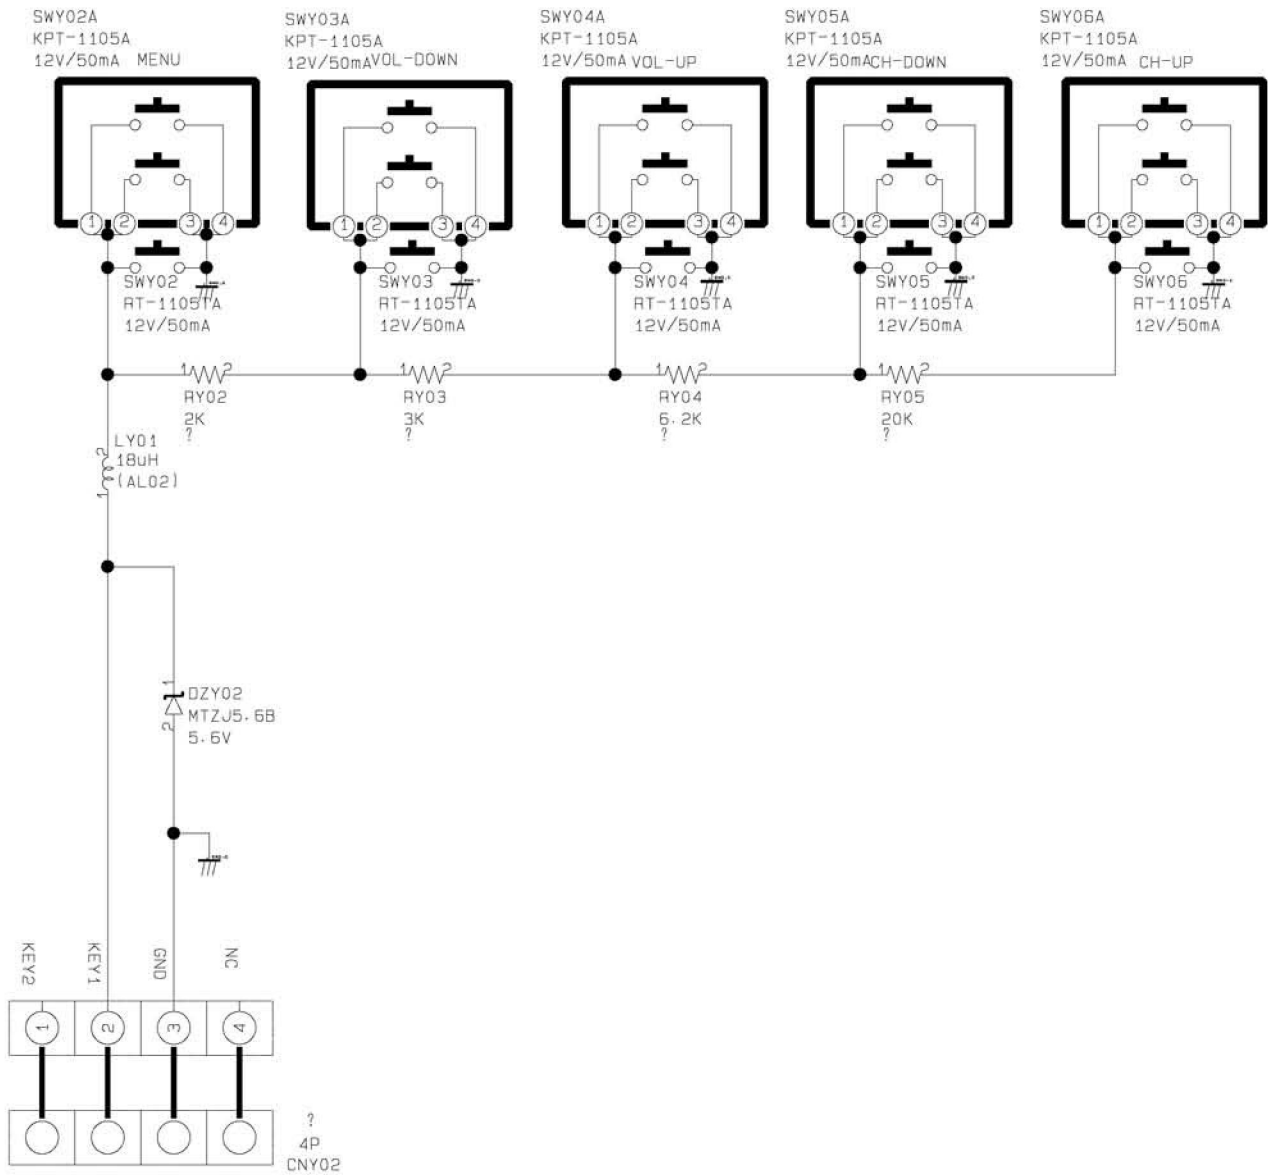 SWY02A
KPT-1105A
12V/50mA MENU
SWY03A
KPT-1105A
12V/50mA VOL-DOWN
SWY04A
KPT-1105A
12V/50mA VOL-UP
SWY05A
KPT-1105A
12V/50mA CH-DOWN
SWY06A
KPT-1105A
12V/50mA CH-UP
1 2 3 4
1 2 3 4
1 2 3 4
1 2 3 4
1 2 3 4
SWY02
RT-1105TA
12V/50mA
SWY03
RT-1105TA
12V/50mA
SWY04
RT-1105TA
12V/50mA
SWY05
RT-1105TA
12V/50mA
SWY06
RT-1105TA
12V/50mA
1 2
RY02
2K
?
1 2
RY03
3K
?
1 2
RY04
6.2K
?
1 2
RY05
20K
?
2
LY01
18uH
(AL02)
1
1
DZY02
MTZJ5.6B
5.6V
2
KEY2
KEY1
GND
NC
1 2 3 4
?
4P
CNY02